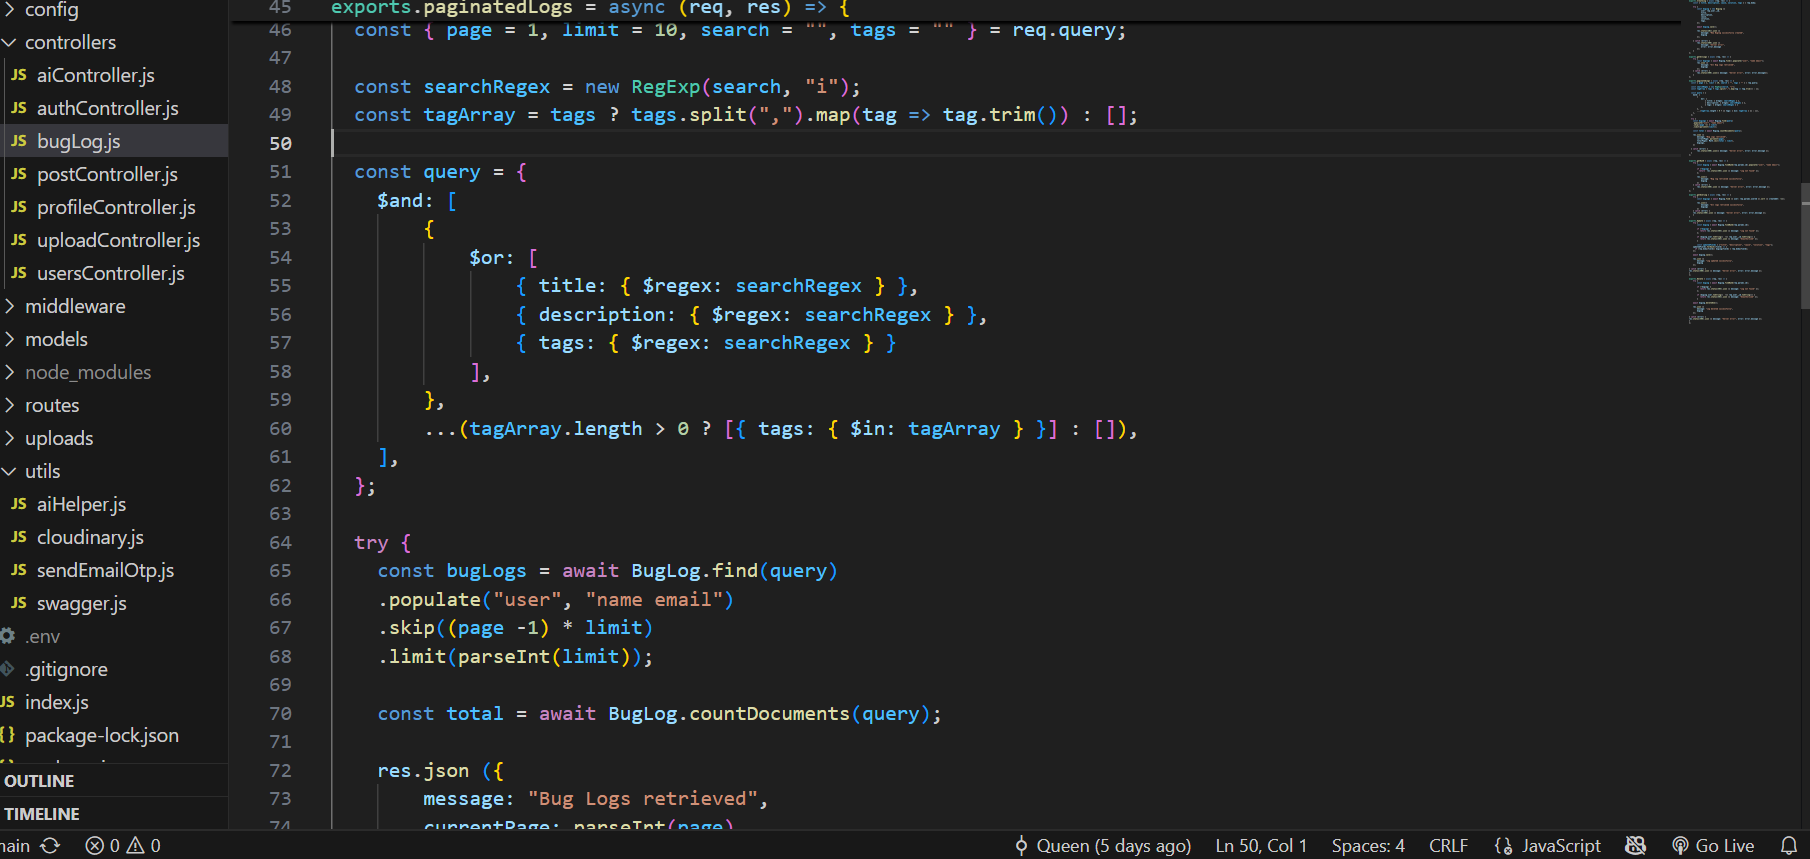 config
controllers
JS aiController.js
JS authController.js
JS bugLog.js
JS postController.js
JS profileController.js
JS uploadController.js
JS usersController.js
middleware
models
node_modules
routes
uploads
utils
JS aiHelper.js
JS cloudinary.js
JS sendEmailOtp.js
JS swagger.js
.env
.gitignore
JS index.js
{} package-lock.json
OUTLINE
TIMELINE
45 exports.paginatedLogs = async (req, res) => {
46 const { page = 1, limit = 10, search = "", tags = "" } = req.query;
47
48 const searchRegex = new RegExp(search, "i");
49 const tagArray = tags ? tags.split(",").map(tag => tag.trim()) : [];
50
51 const query = {
52 $and: [
53 {
54 $or: [
55 { title: { $regex: searchRegex } },
56 { description: { $regex: searchRegex } },
57 { tags: { $regex: searchRegex } }
58 ],
59 },
60 ...(tagArray.length > 0 ? [{ tags: { $in: tagArray } }] : []),
61 ],
62 };
63
64 try {
65 const bugLogs = await BugLog.find(query)
66 .populate("user", "name email")
67 .skip((page -1) * limit)
68 .limit(parseInt(limit));
69
70 const total = await BugLog.countDocuments(query);
71
72 res.json ({
73 message: "Bug Logs retrieved",
74 currentPage: parseInt(page)
main 0 0 Queen (5 days ago) Ln 50, Col 1 Spaces: 4 CRLF {} JavaScript Go Live